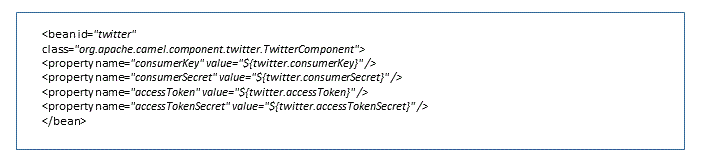 <bean id="twitter"
class="org.apache.camel.component.twitter.TwitterComponent">
<property name="consumerKey" value="${twitter.consumerKey}" />
<property name="consumerSecret" value="${twitter.consumerSecret}" />
<property name="accessToken" value="${twitter.accessToken}" />
<property name="accessTokenSecret" value="${twitter.accessTokenSecret}" />
</bean>